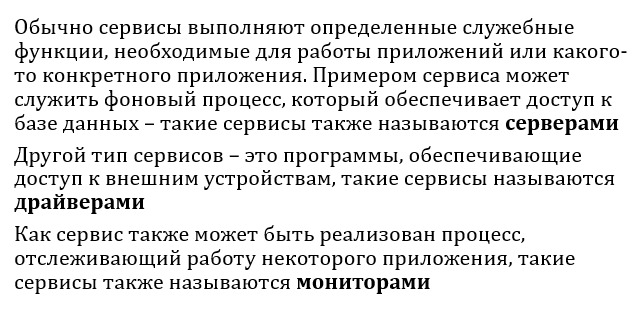 Обычно сервисы выполняют определенные служебные
функции, необходимые для работы приложений или какого-
то конкретного приложения. Примером сервиса может
служить фоновый процесс, который обеспечивает доступ к
базе данных – такие сервисы также называются серверами
Другой тип сервисов – это программы, обеспечивающие
доступ к внешним устройствам, такие сервисы называются
драйверами
Как сервис также может быть реализован процесс,
отслеживающий работу некоторого приложения, такие
сервисы также называются мониторами